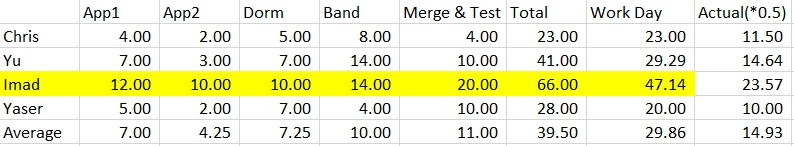 App1 App2 Dorm Band Merge & Test Total Work Day Actual(*0.5)
Chris 4.00 2.00 5.00 8.00 4.00 23.00 23.00 11.50
Yu 7.00 3.00 7.00 14.00 10.00 41.00 29.29 14.64
Imad 12.00 10.00 10.00 14.00 20.00 66.00 47.14 23.57
Yaser 5.00 2.00 7.00 4.00 10.00 28.00 20.00 10.00
Average 7.00 4.25 7.25 10.00 11.00 39.50 29.86 14.93